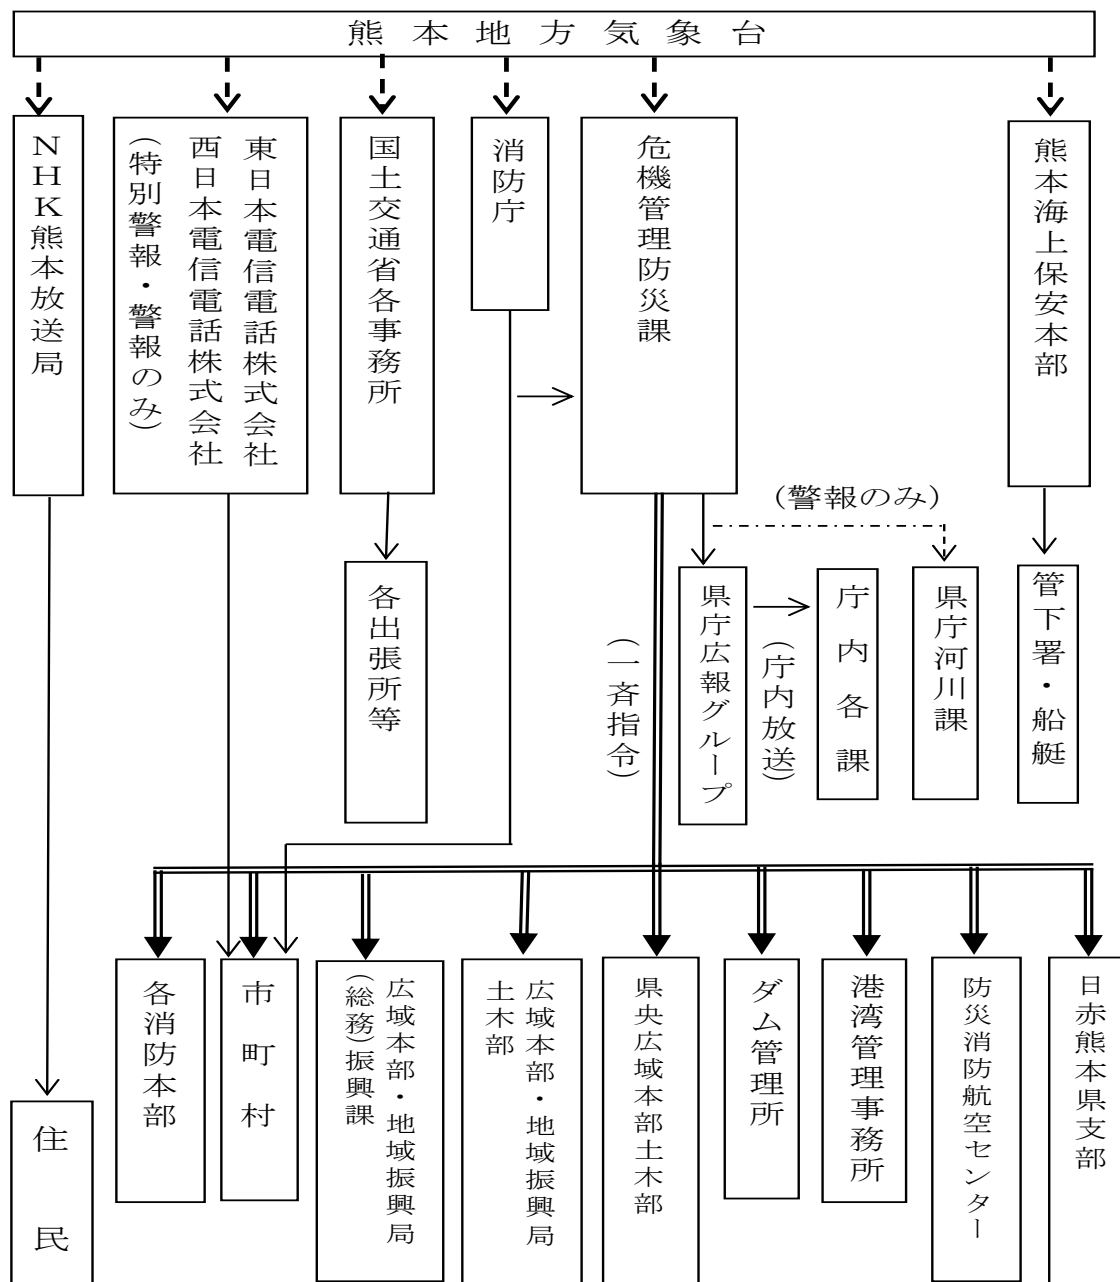 熊本地方気象台
NHK熊本放送局
東日本電信電話株式会社
西日本電信電話株式会社
(特別警報・警報のみ)
国土交通省各事務所
消防庁
危機管理防災課
熊本海上保安本部
(警報のみ)
各出張所等
(一斉指令)
県庁広報グループ
(庁内放送)
庁内各課
県庁河川課
管下署・船艇
住民
各消防本部
市町村
広域本部・地域振興局
(総務)振興課
広域本部・地域振興局
土木部
県央広域本部土木部
ダム管理所
港湾管理事務所
防災消防航空センター
日赤熊本県支部